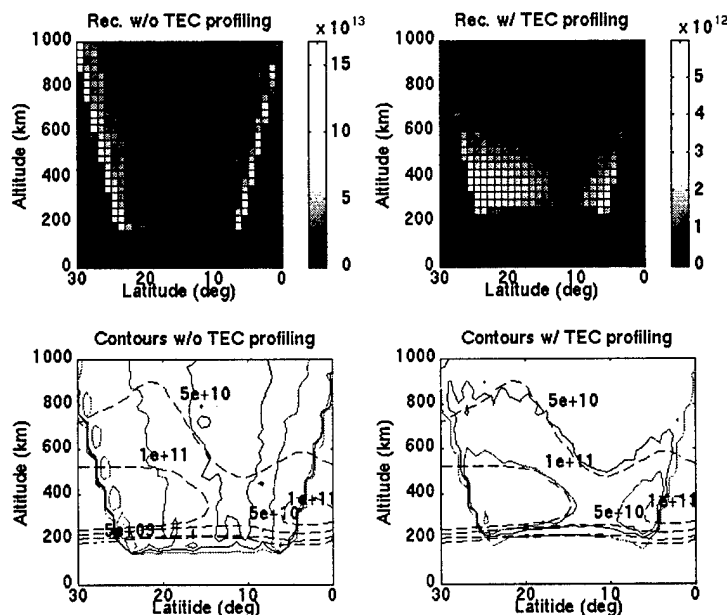 Rec. w/o TEC profiling
x 10^13
1000
800
600
400
200
0
Altitude (km)
15
10
5
0
30 20 10 0
Latitude (deg)
Rec. w/ TEC profiling
x 10^12
1000
800
600
400
200
0
Altitude (km)
5
4
3
2
1
0
30 20 10 0
Latitude (deg)
Contours w/o TEC profiling
1000
800
600
400
200
0
Altitude (km)
5e+10
1e+11
1e+11
5e+10
5e+09
30 20 10 0
Latitide (deg)
Contours w/ TEC profiling
1000
800
600
400
200
0
Altitude (km)
5e+10
1e+11
1e+11
5e+10
30 20 10 0
Latitide (deg)